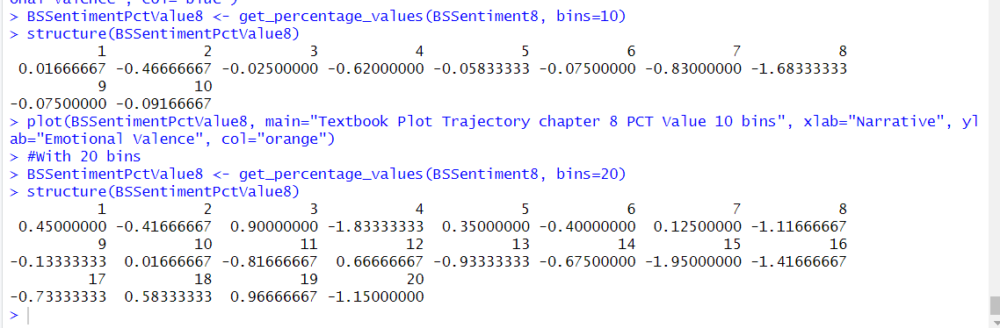 > BSSentimentPctValue8 <- get_percentage_values(BSSentiment8, bins=10)
> structure(BSSentimentPctValue8)
1 2 3 4 5 6 7 8
0.01666667 -0.46666667 -0.02500000 -0.62000000 -0.05833333 -0.07500000 -0.83000000 -1.68333333
9 10
-0.07500000 -0.09166667
> plot(BSSentimentPctValue8, main="Textbook Plot Trajectory chapter 8 PCT Value 10 bins", xlab="Narrative", yl
ab="Emotional Valence", col="orange")
> #With 20 bins
> BSSentimentPctValue8 <- get_percentage_values(BSSentiment8, bins=20)
> structure(BSSentimentPctValue8)
1 2 3 4 5 6 7 8
0.45000000 -0.41666667 0.90000000 -1.83333333 0.35000000 -0.40000000 0.12500000 -1.11666667
9 10 11 12 13 14 15 16
-0.13333333 0.01666667 -0.81666667 0.66666667 -0.93333333 -0.67500000 -1.95000000 -1.41666667
17 18 19 20
-0.73333333 0.58333333 0.96666667 -1.15000000
>